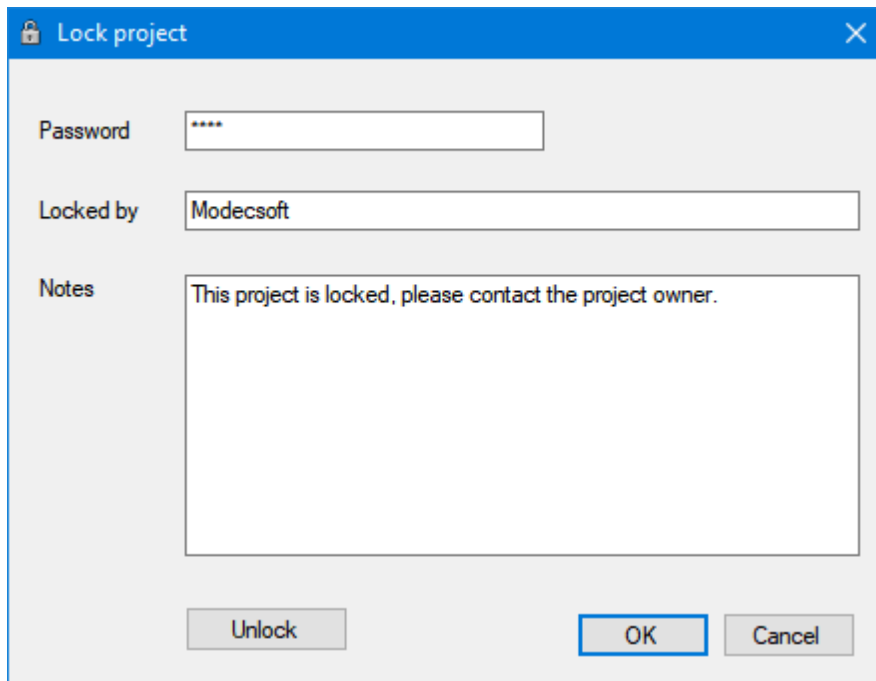 Lock project
Password ****
Locked by Modecsoft
Notes This project is locked, please contact the project owner.
Unlock OK Cancel